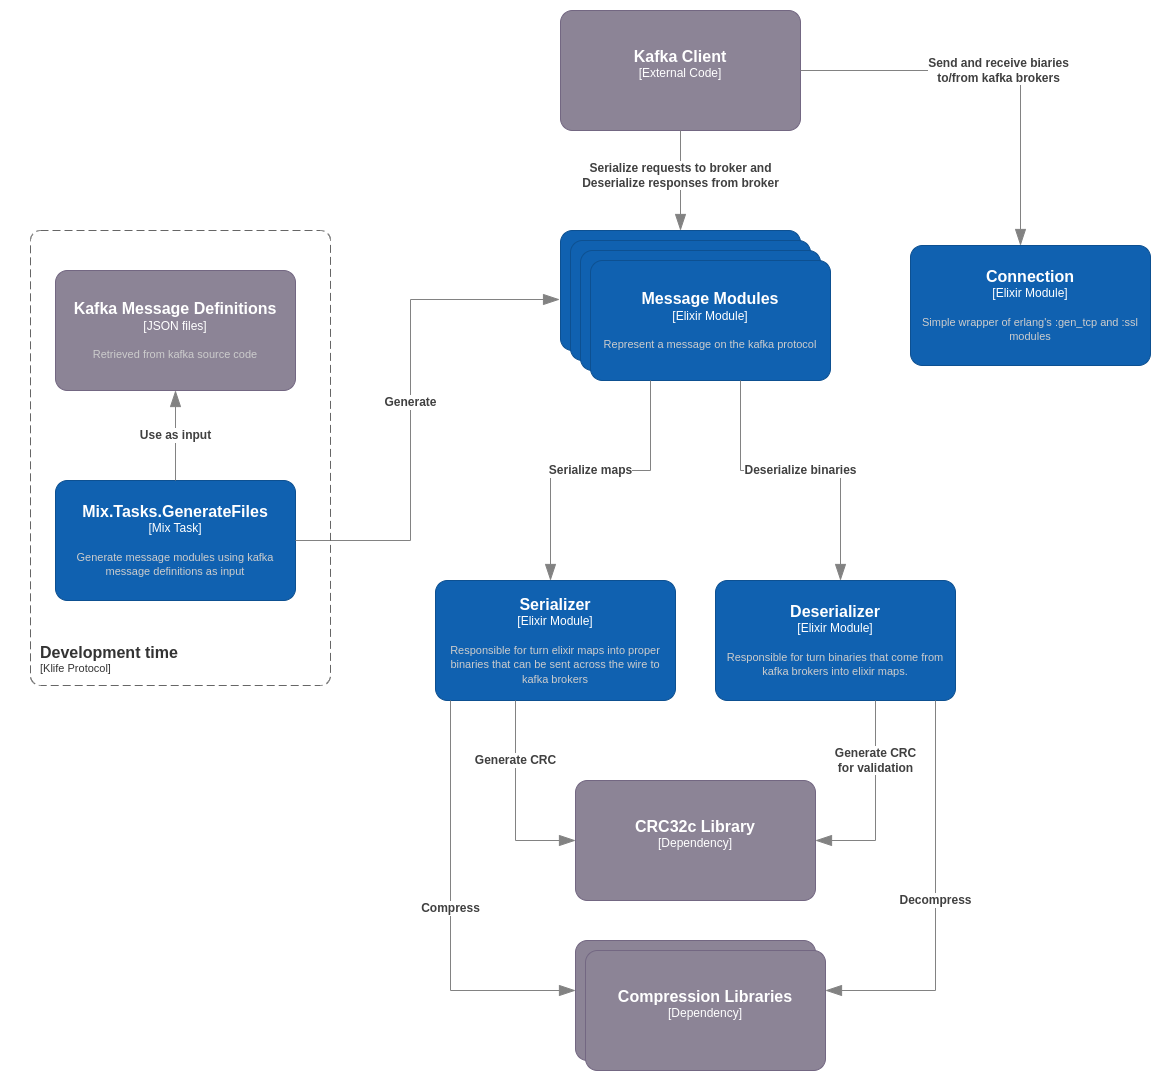 Kafka Client
[External Code]
Send and receive biaries
to/from kafka brokers
Serialize requests to broker and
Deserialize responses from broker
Kafka Message Definitions
[JSON files]
Retrieved from kafka source code
Message Modules
[Elixir Module]
Represent a message on the kafka protocol
Connection
[Elixir Module]
Simple wrapper of erlang's :gen_tcp and :ssl
modules
Generate
Use as input
Mix.Tasks.GenerateFiles
[Mix Task]
Generate message modules using kafka
message definitions as input
Development time
[Klife Protocol]
Serialize maps
Deserialize binaries
Serializer
[Elixir Module]
Responsible for turn elixir maps into proper
binaries that can be sent across the wire to
kafka brokers
Deserializer
[Elixir Module]
Responsible for turn binaries that come from
kafka brokers into elixir maps.
Generate CRC
Generate CRC
for validation
CRC32c Library
[Dependency]
Compress
Decompress
Compression Libraries
[Dependency]